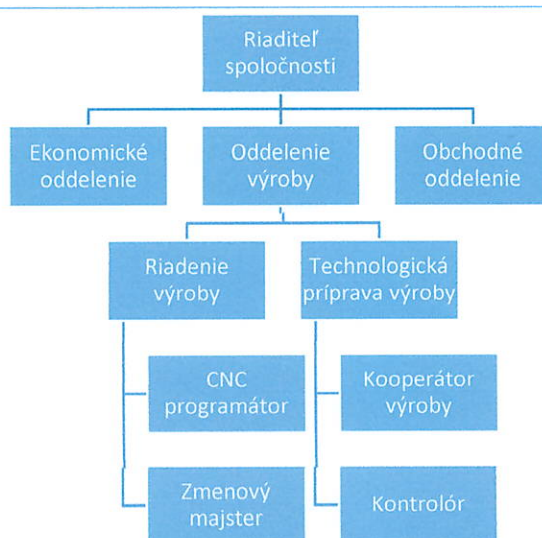 Riaditeľ
spoločnosti
Ekonomické
oddelenie
Oddelenie
výroby
Obchodné
oddelenie
Riadenie
výroby
Technologická
príprava výroby
CNC
programátor
Kooperátor
výroby
Zmenový
majster
Kontrolór